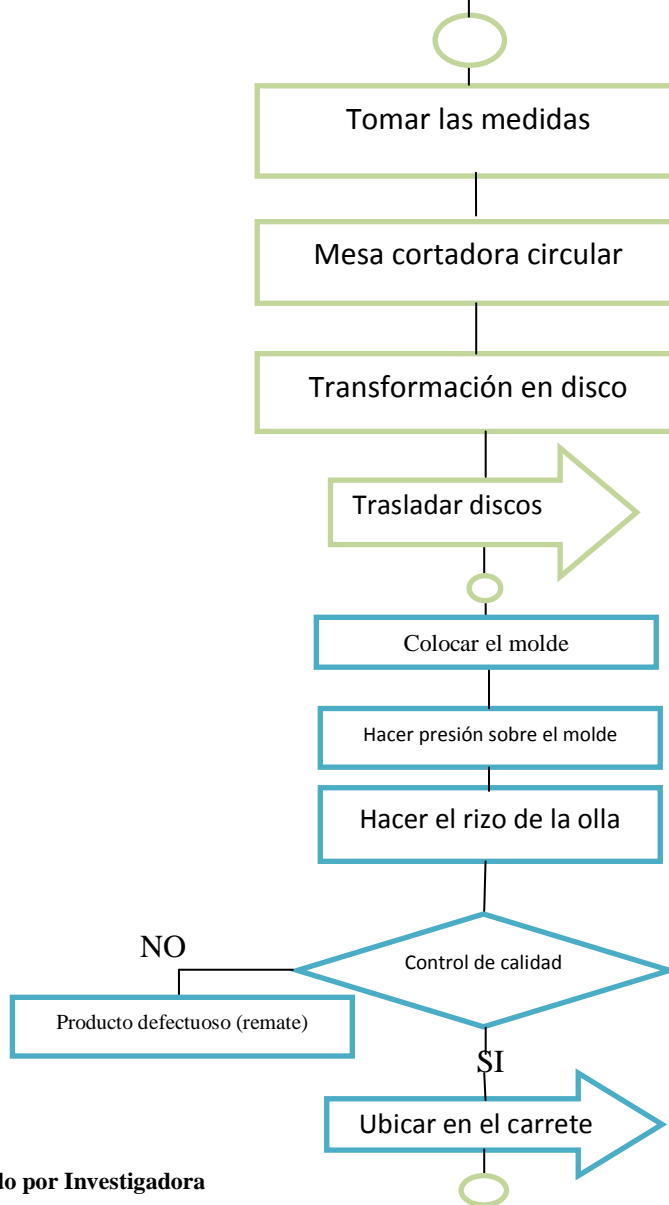 Tomar las medidas
Mesa cortadora circular
Transformación en disco
Trasladar discos
Colocar el molde
Hacer presión sobre el molde
Hacer el rizo de la olla
Control de calidad
NO
Producto defectuoso (remate)
SI
Ubicar en el carrete
do por Investigadora